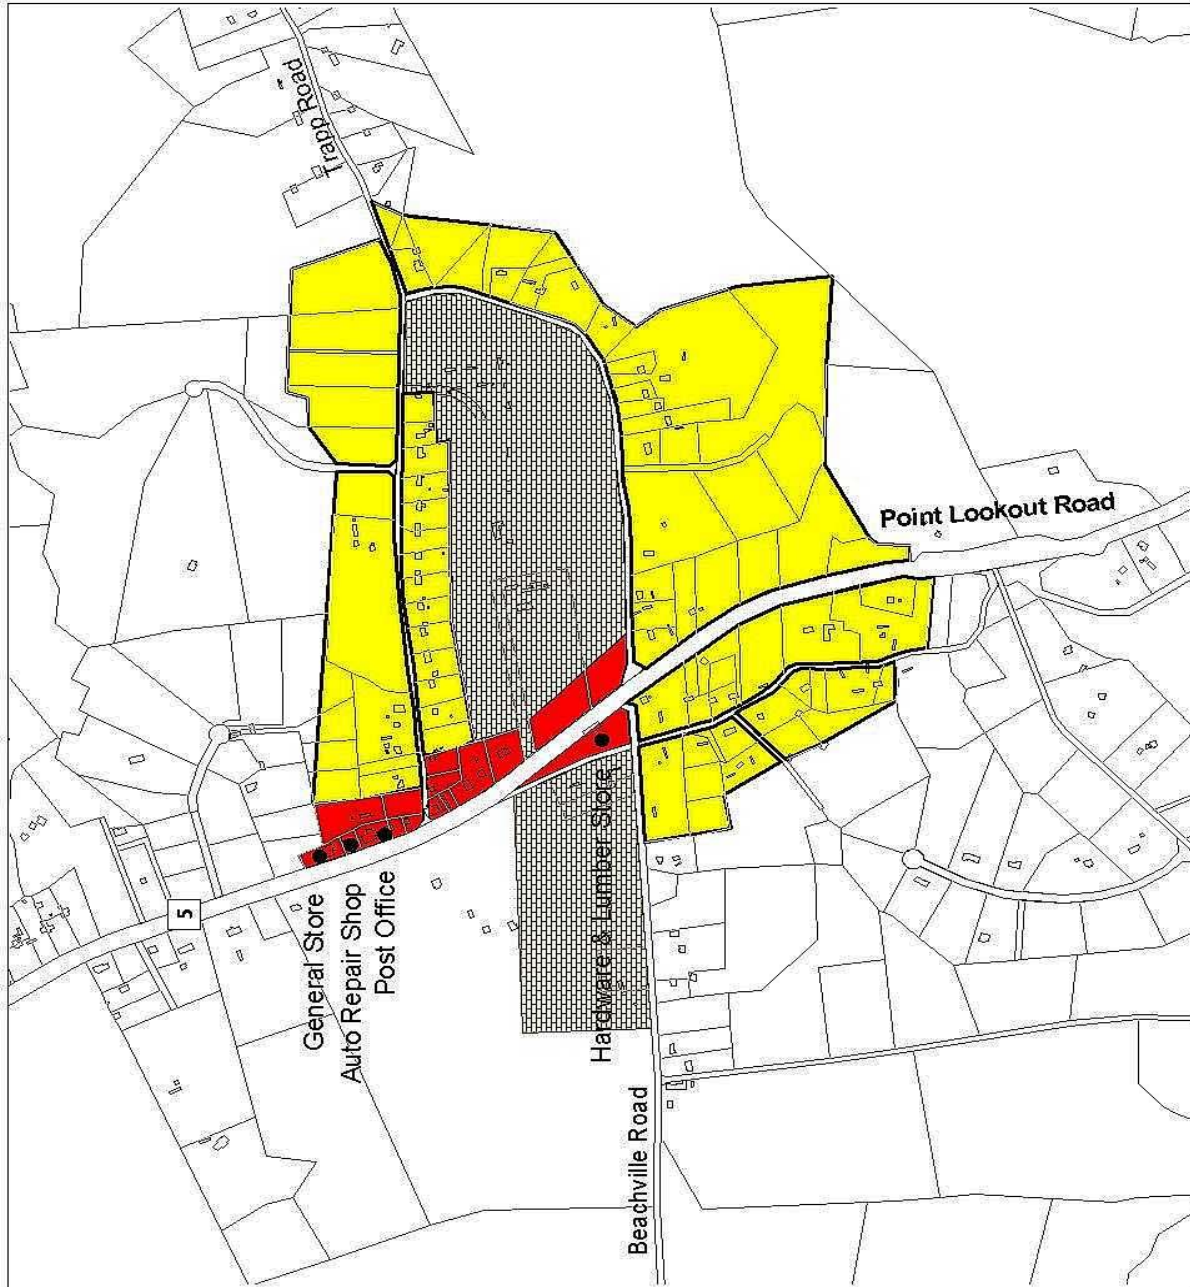 Trapp Road
Point Lookout Road
5
General Store
Auto Repair Shop
Post Office
Hardware & Lumber Store
Beachville Road